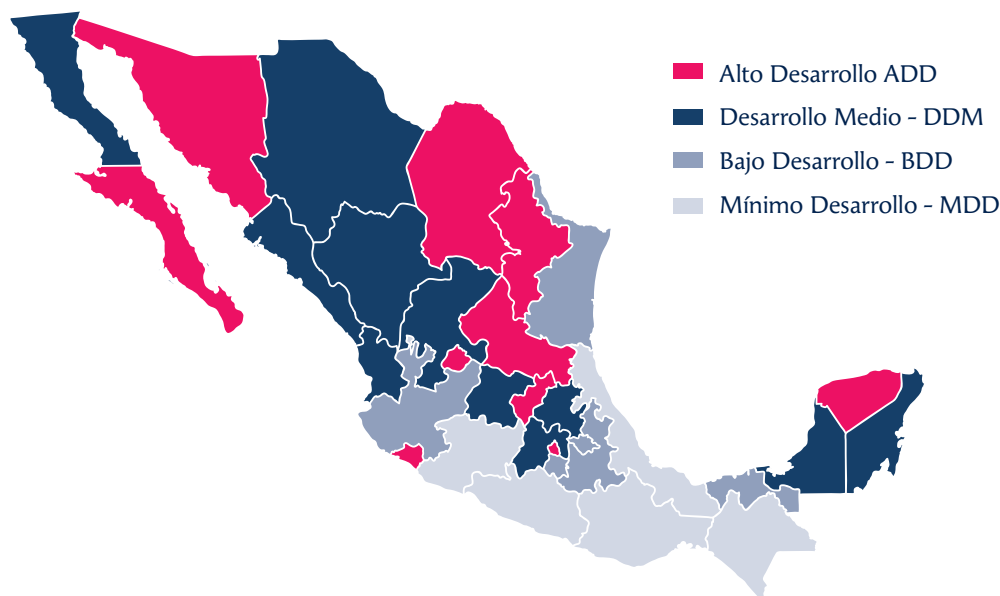 Alto Desarrollo ADD
Desarrollo Medio - DDM
Bajo Desarrollo - BDD
Mínimo Desarrollo - MDD